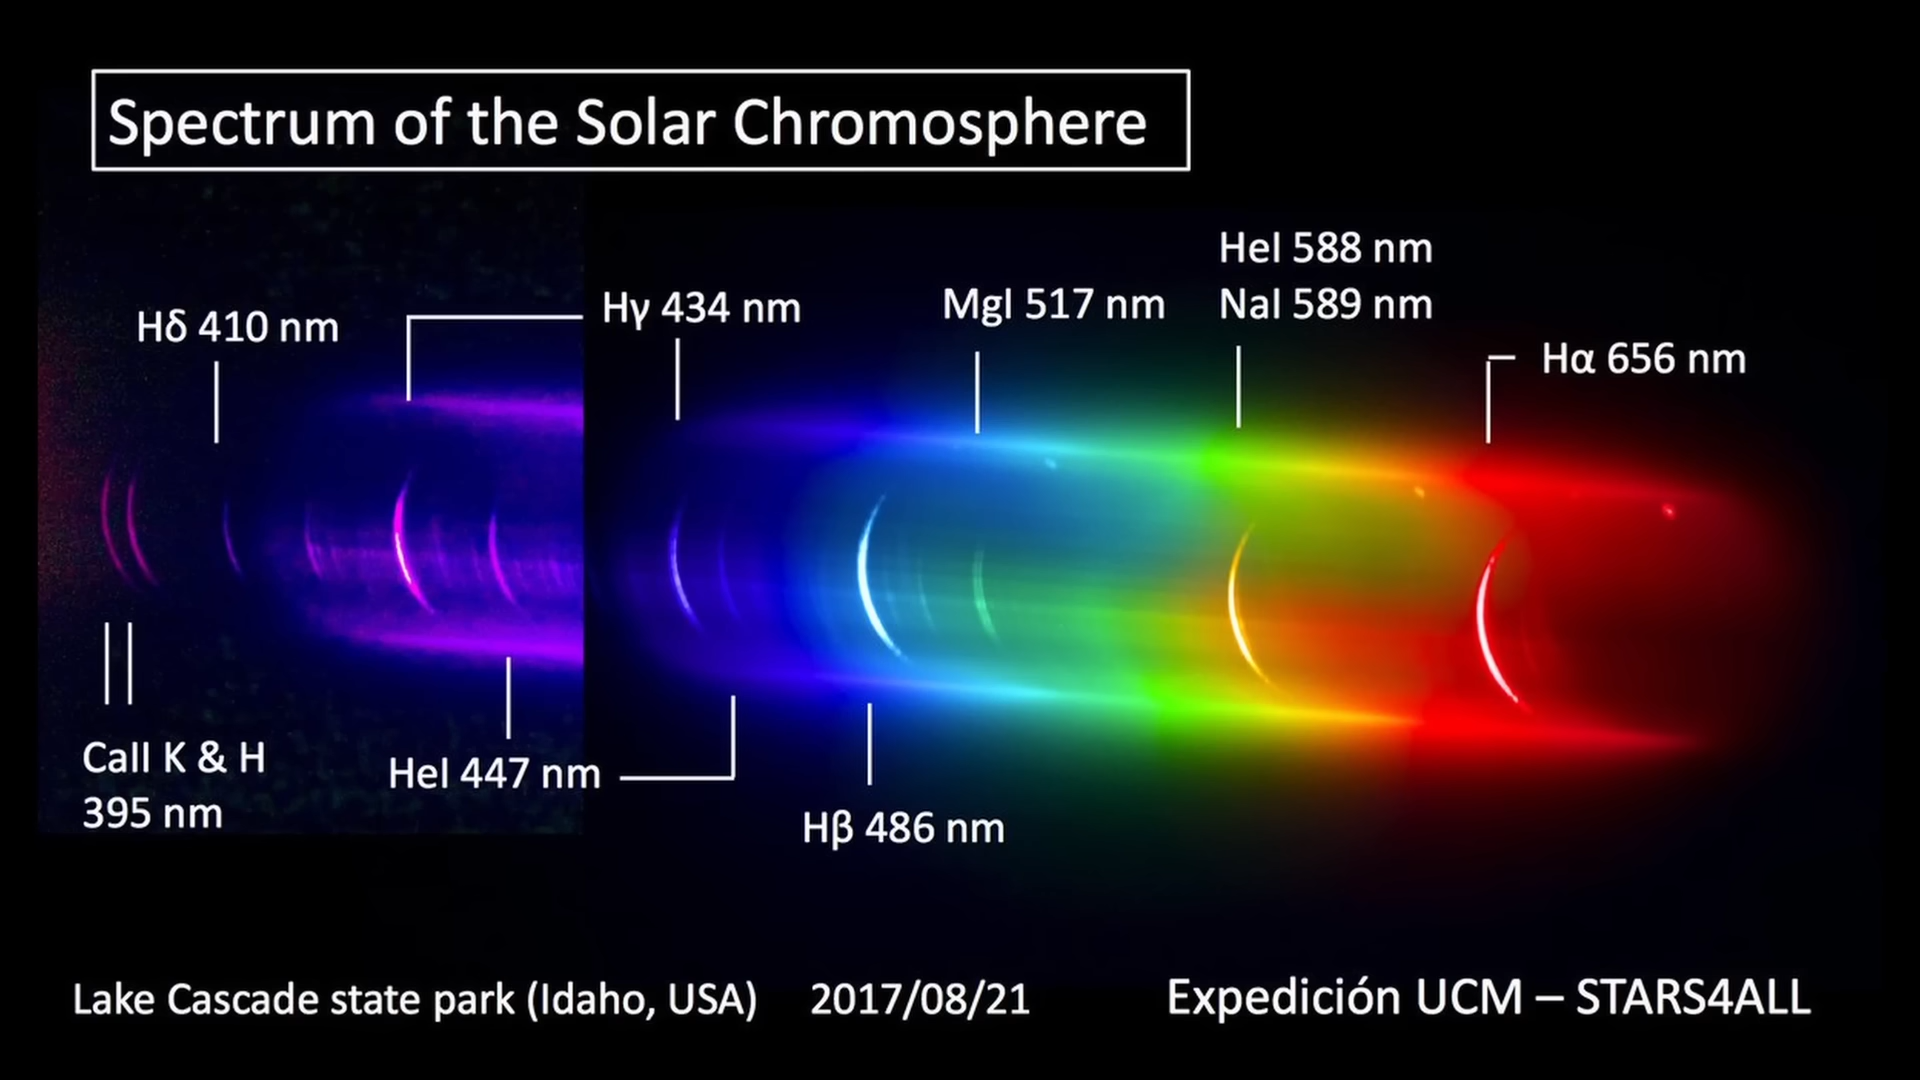 Spectrum of the Solar Chromosphere
HeI 588 nm
NaI 589 nm
Hδ 410 nm
Hγ 434 nm
MgI 517 nm
Hα 656 nm
CaII K & H
395 nm
HeI 447 nm
Hβ 486 nm
Lake Cascade state park (Idaho, USA) 2017/08/21 Expedición UCM – STARS4ALL